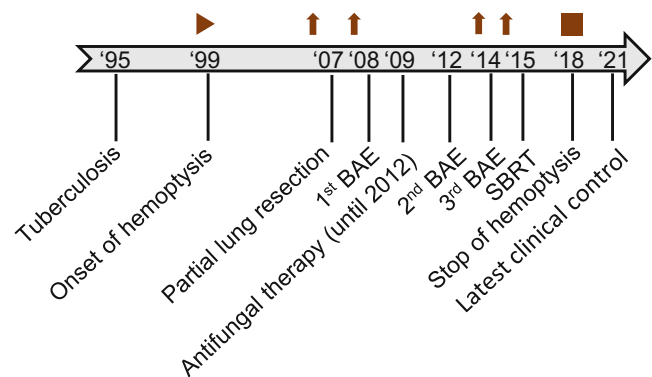 ‘95 ‘99 ‘07 ‘08 ‘09 ‘12 ‘14 ‘15 ‘18 ‘21
Tuberculosis
Onset of hemoptysis
Partial lung resection
1st BAE
Antifungal therapy (until 2012)
2nd BAE
3rd BAE
SBRT
Stop of hemoptysis
Latest clinical control